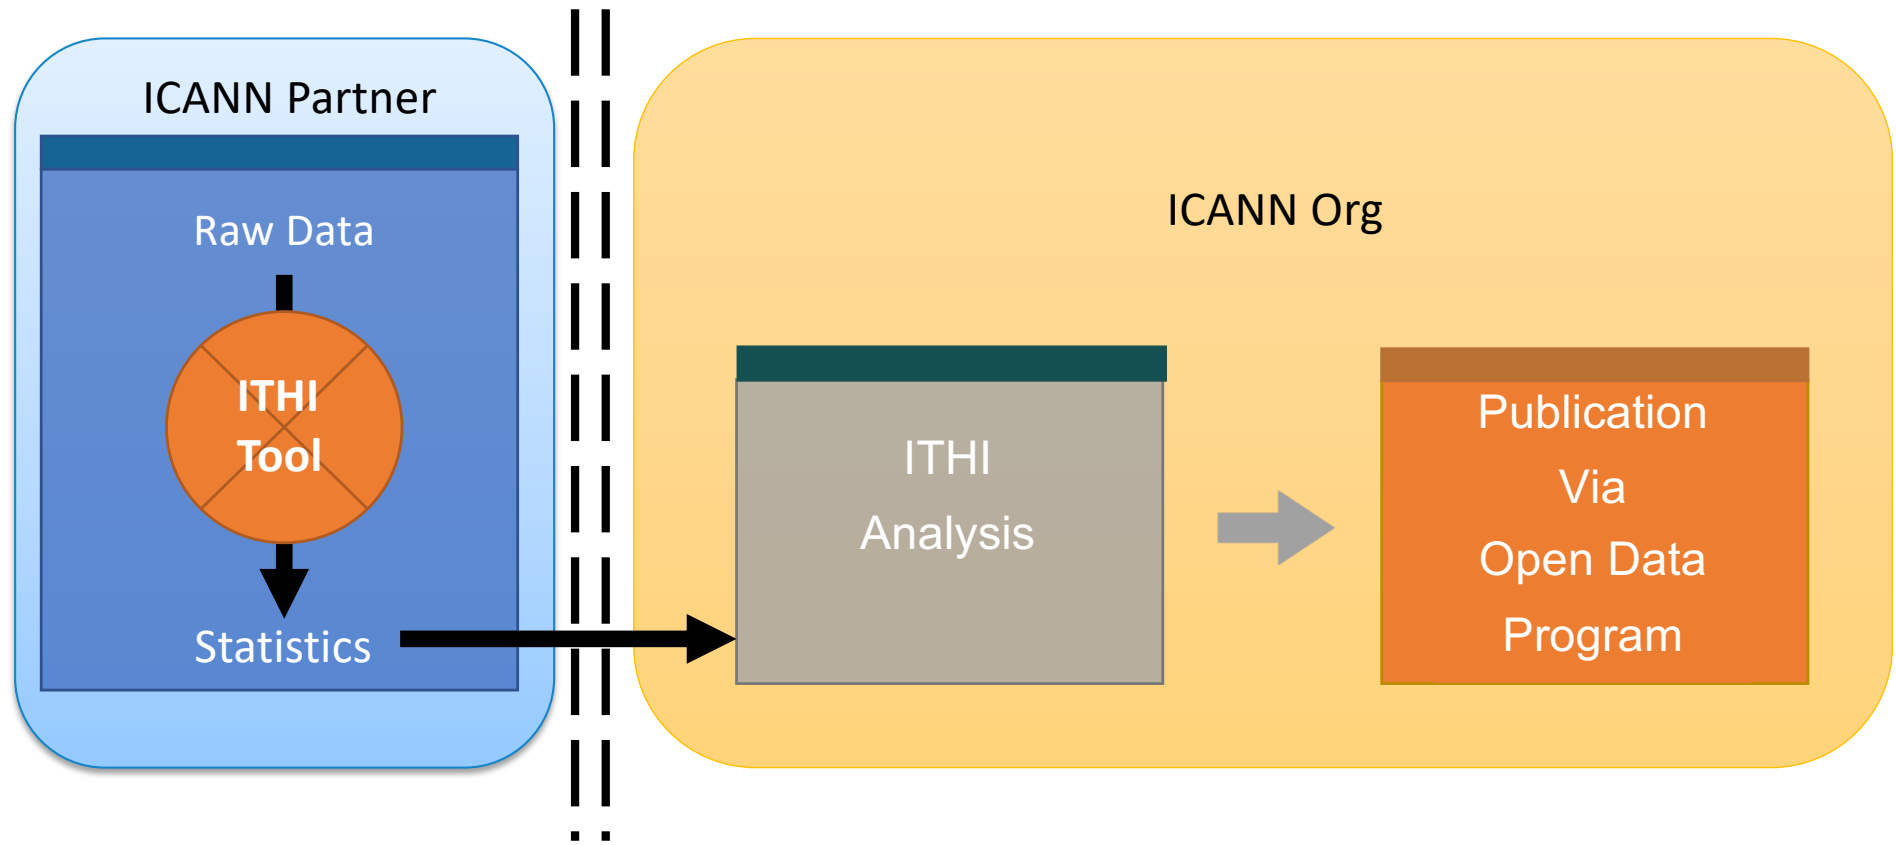 ICANN Partner
Raw Data
ITHI
Tool
Statistics
ICANN Org
ITHI
Analysis
Publication
Via
Open Data
Program